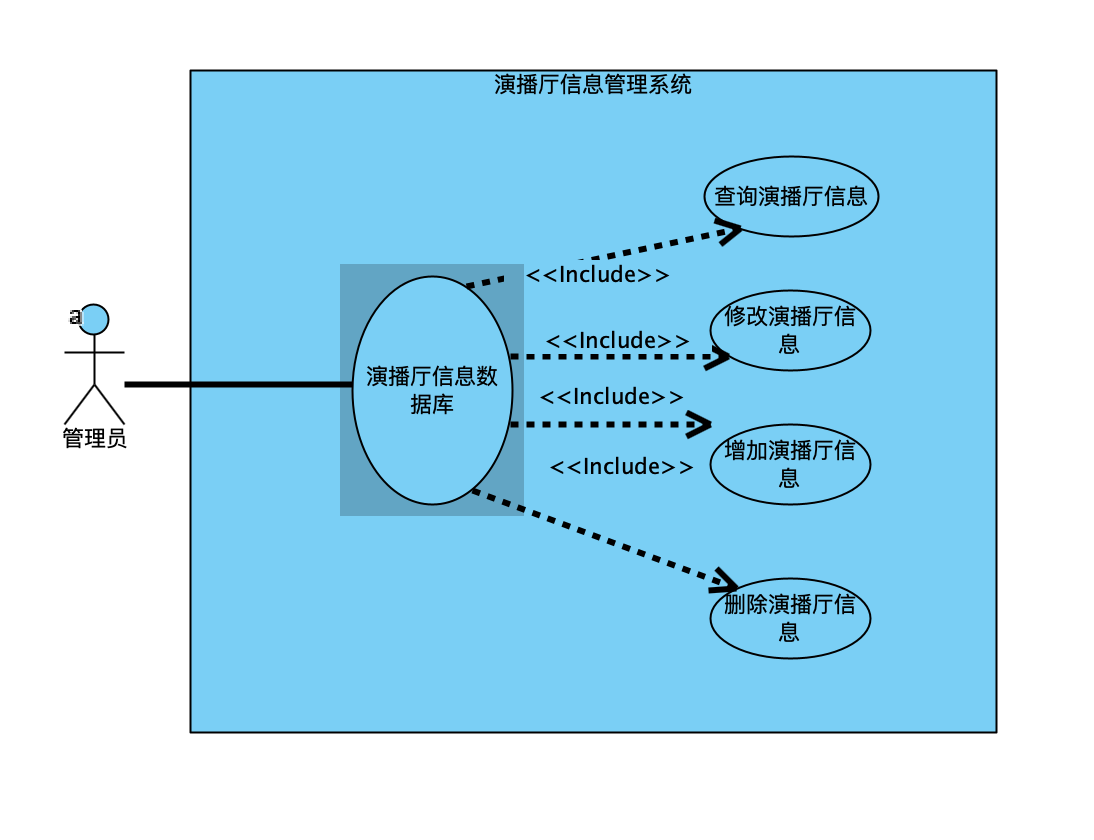 演播厅信息管理系统
查询演播厅信息
<<Include>>
a
修改演播厅信
息
<<Include>>
演播厅信息数
据库
<<Include>>
管理员
增加演播厅信
息
<<Include>>
删除演播厅信
息